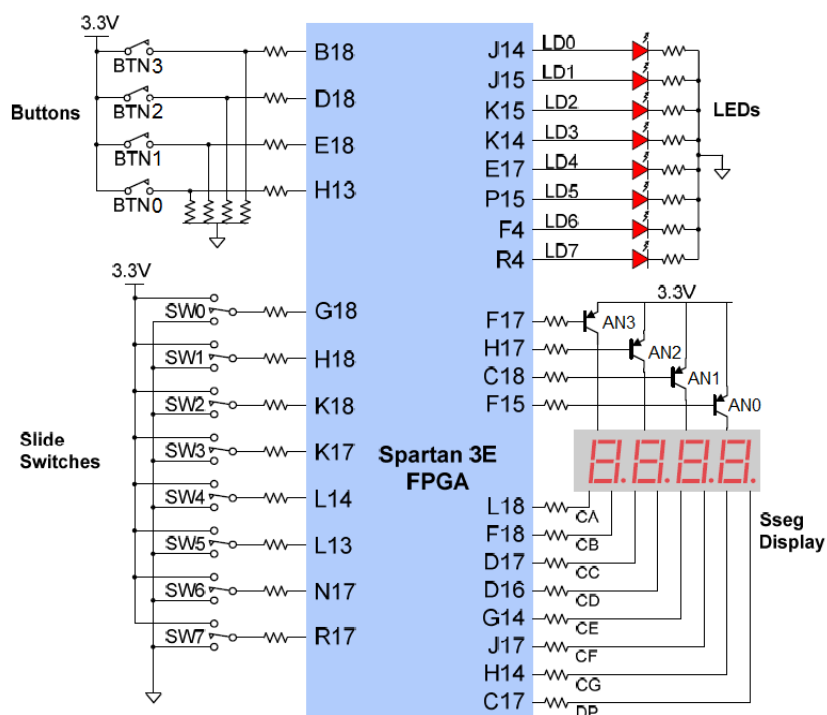 3.3V
BTN3
B18
BTN2
D18
Buttons
BTN1
E18
BTN0
H13
J14 LD0
J15 LD1
K15 LD2
LEDs
K14 LD3
E17 LD4
P15 LD5
F4 LD6
R4 LD7
3.3V
SW0
G18
SW1
H18
SW2
K18
Slide
Switches
SW3
K17
SW4
L14
SW5
L13
SW6
N17
SW7
R17
Spartan 3E
FPGA
3.3V
F17
AN3
H17
AN2
C18
AN1
F15
AN0
8.8.8.8.
L18
CA
F18
CB
D17
CC
D16
CD
G14
CE
J17
CF
H14
CG
C17
DP
Sseg
Display